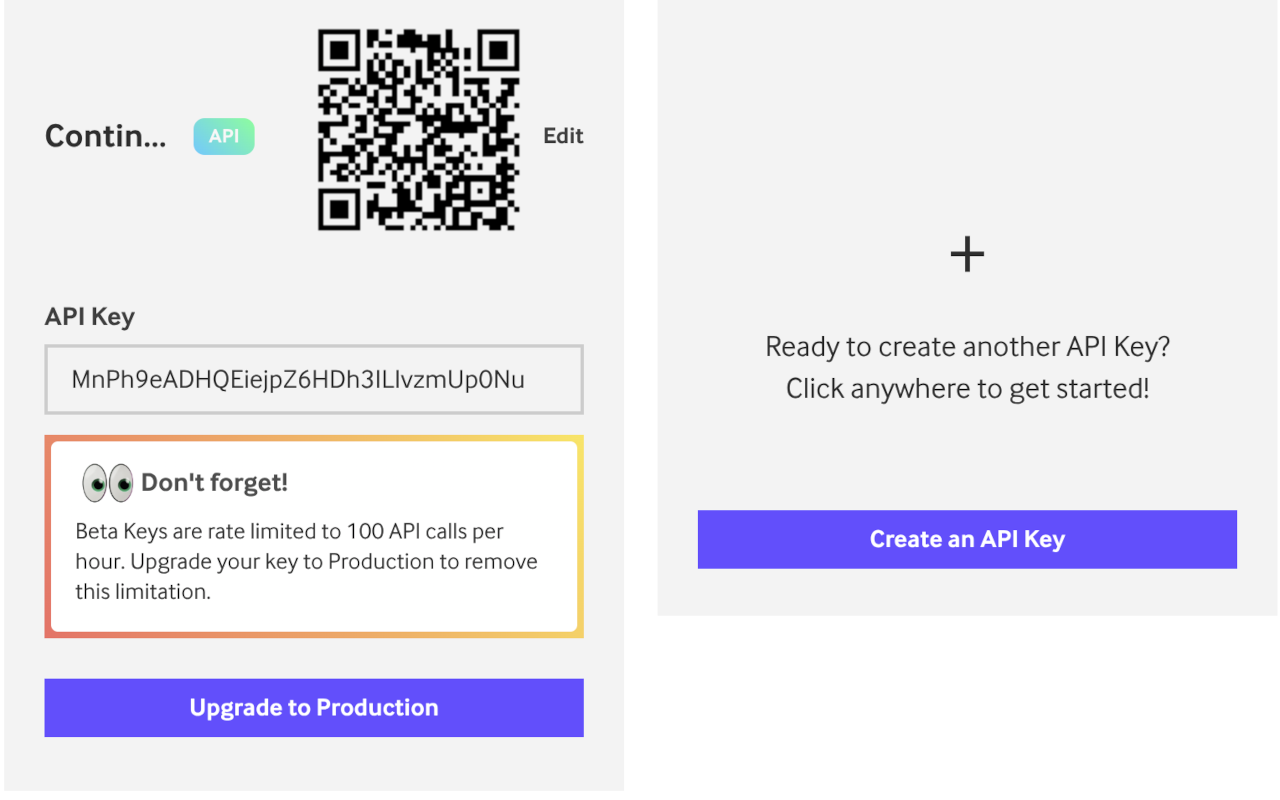 Contin...
API
Edit
API Key
MnPh9eADHQEiejpZ6HDh3ILlvzmUp0Nu
Don't forget!
Beta Keys are rate limited to 100 API calls per
hour. Upgrade your key to Production to remove
this limitation.
Upgrade to Production
+
Ready to create another API Key?
Click anywhere to get started!
Create an API Key